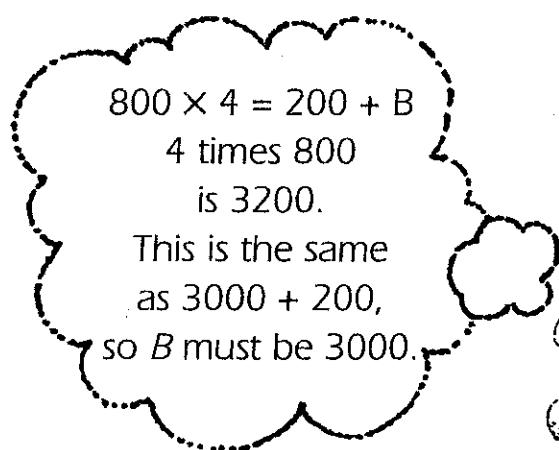 800 × 4 = 200 + B
4 times 800
is 3200.
This is the same
as 3000 + 200,
so B must be 3000.